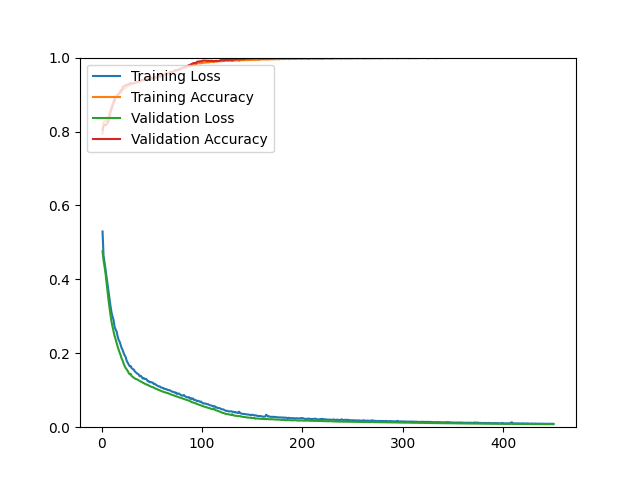 1.0
Training Loss
Training Accuracy
Validation Loss
Validation Accuracy
0.8
0.6
0.4
0.2
0.0
0 100 200 300 400